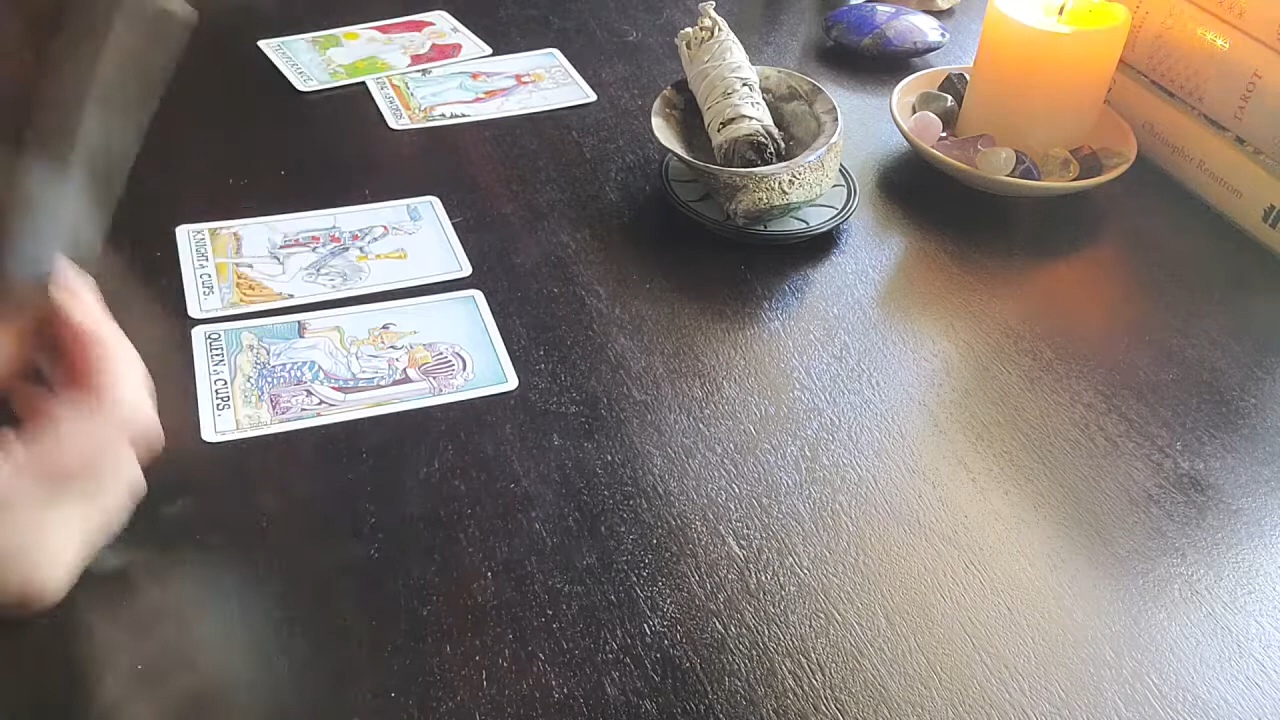 TEMPERANCE.
KNIGHT of CUPS.
QUEEN of CUPS.
TAROT
Christopher Renstrom